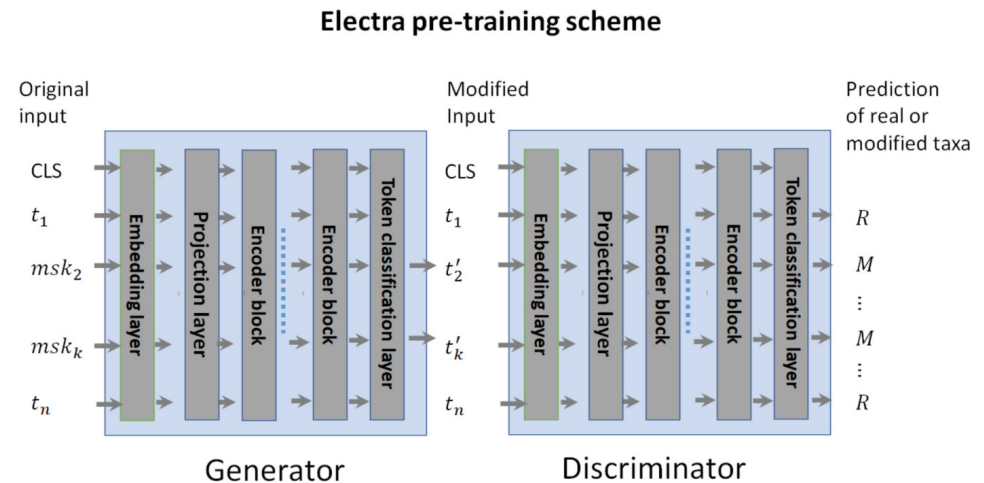 Electra pre-training scheme
Original
input
CLS
t₁
msk₂
mskₖ
tₙ
Embedding layer
Projection layer
Encoder block
Encoder block
Token classification layer
Generator
Modified
Input
CLS
t₁
t′₂
t′ₖ
tₙ
Embedding layer
Projection layer
Encoder block
Encoder block
Token classification layer
Discriminator
Prediction
of real or
modified taxa
R
M
⋮
M
⋮
R